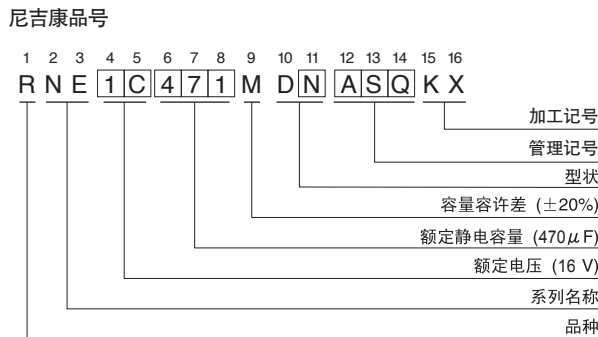 尼吉康品号
1 2 3 4 5 6 7 8 9 10 11 12 13 14 15 16
R N E 1 C 4 7 1 M D N A S Q K X
加工记号
管理记号
型状
容量容许差 (±20%)
额定静电容量 (470μF)
额定电压 (16 V)
系列名称
品种